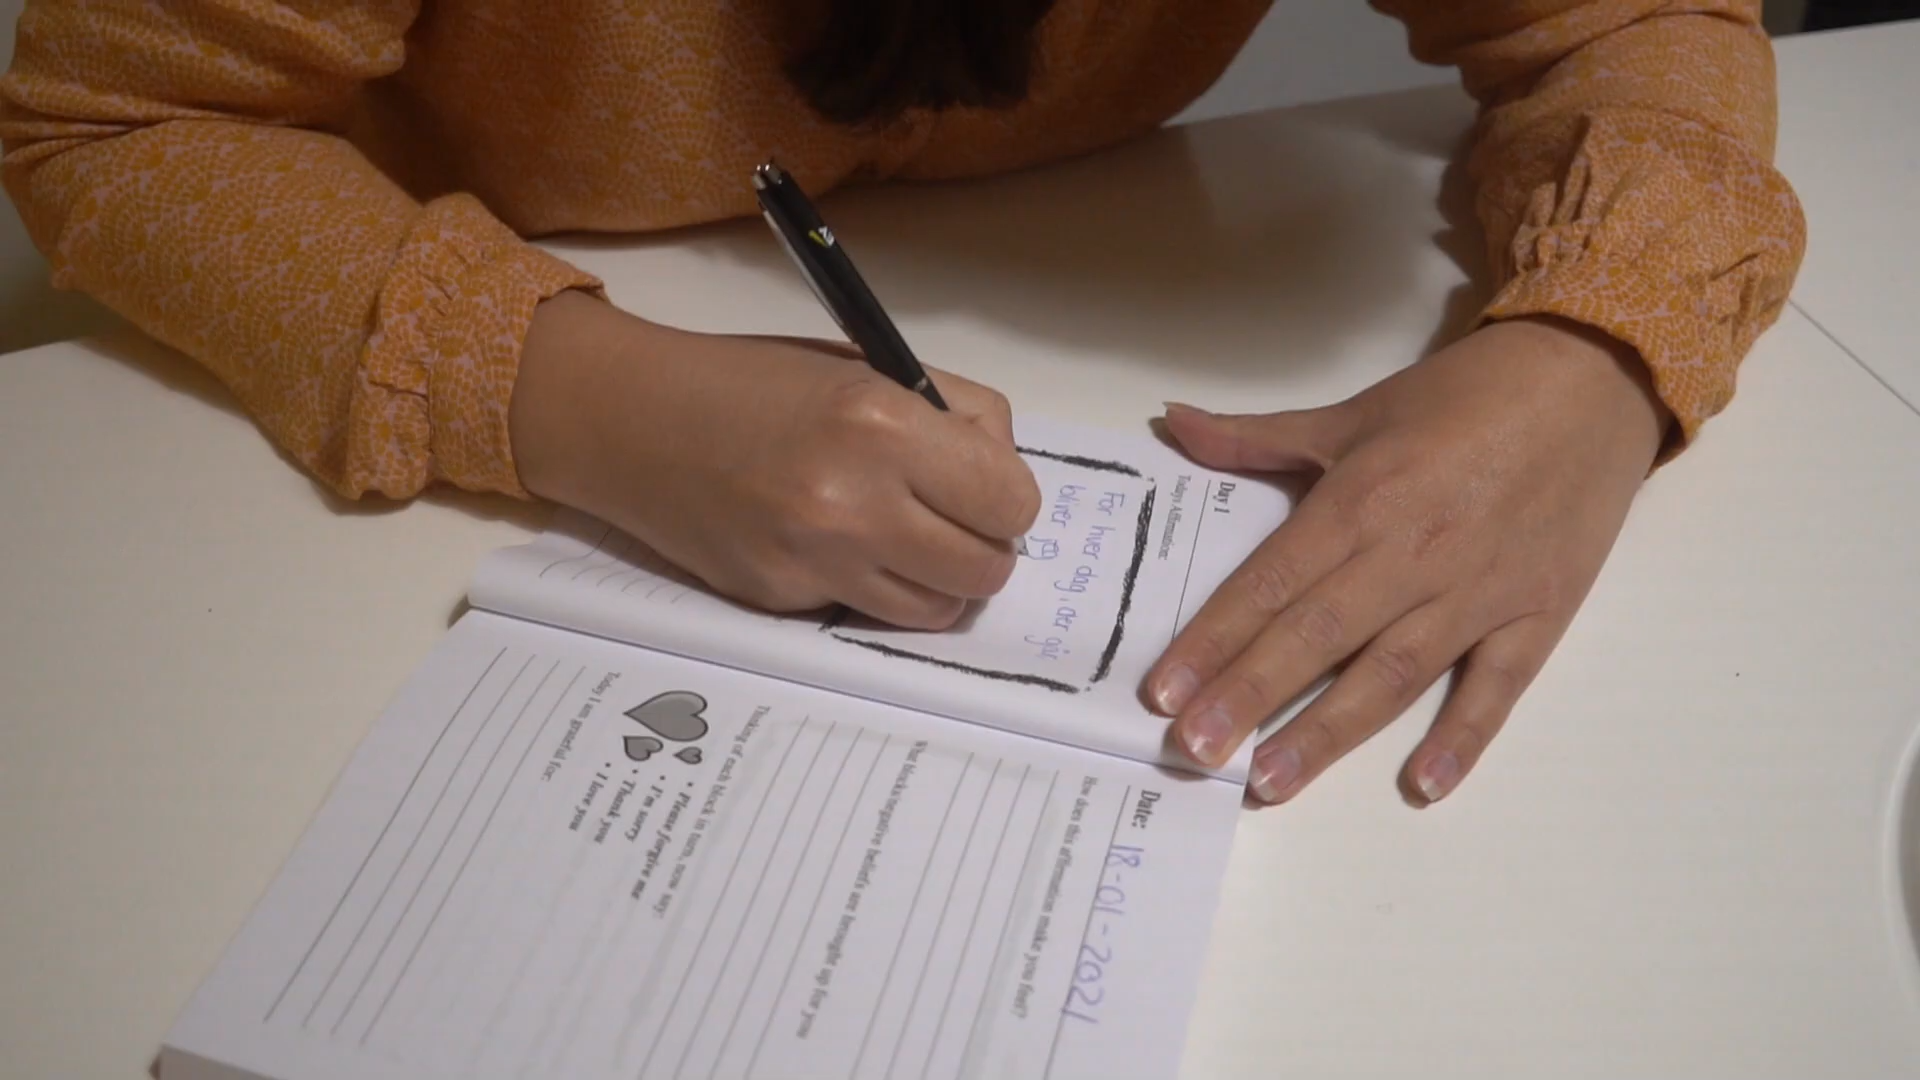 Day 1
Todays Affirmation:
For hver dag, der går
bliver jeg
Date: 18-01-2021
How does this affirmation make you feel?
What blocks/negative beliefs are brought up for you
Thinking of each block in turn, now say:
• Please forgive me
• I'm sorry
• Thank you
• I love you
Today I am grateful for: